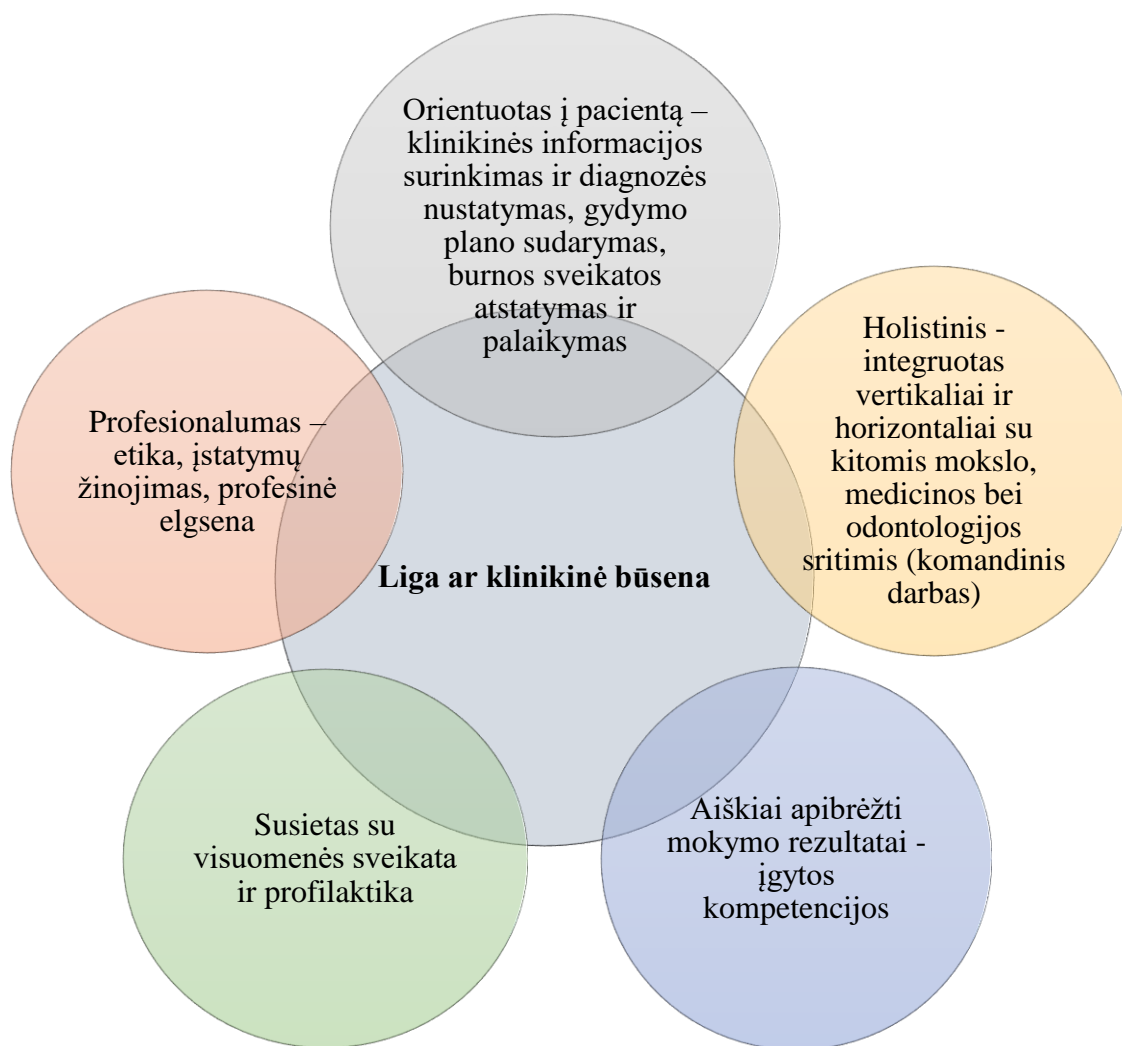 Orientuotas į pacientą –
klinikinės informacijos
surinkimas ir diagnozės
nustatymas, gydymo
plano sudarymas,
burnos sveikatos
atstatymas ir
palaikymas
Holistinis -
integruotas
vertikaliai ir
horizontaliai su
kitomis mokslo,
medicinos bei
odontologijos
sritimis (komandinis
darbas)
Profesionalumas –
etika, įstatymų
žinojimas, profesinė
elgsena
Liga ar klinikinė būsena
Aiškiai apibrėžti
mokymo rezultatai -
įgytos
kompetencijos
Susietas su
visuomenės sveikata
ir profilaktika